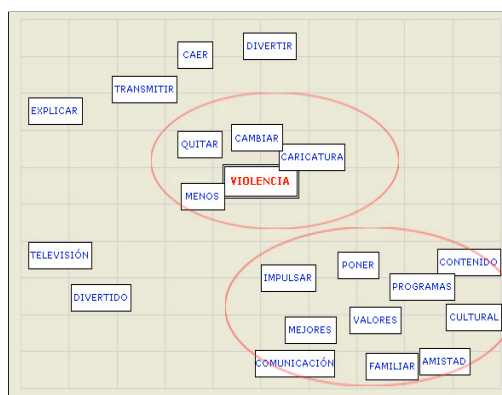 DIVERTIR
CAER
TRANSMITIR
EXPLICAR
CAMBIAR
QUITAR
CARICATURA
VIOLENCIA
MENOS
TELEVISIÓN
CONTENIDO
PONER
IMPULSAR
PROGRAMAS
DIVERTIDO
CULTURAL
VALORES
MEJORES
AMISTAD
COMUNICACIÓN
FAMILIAR